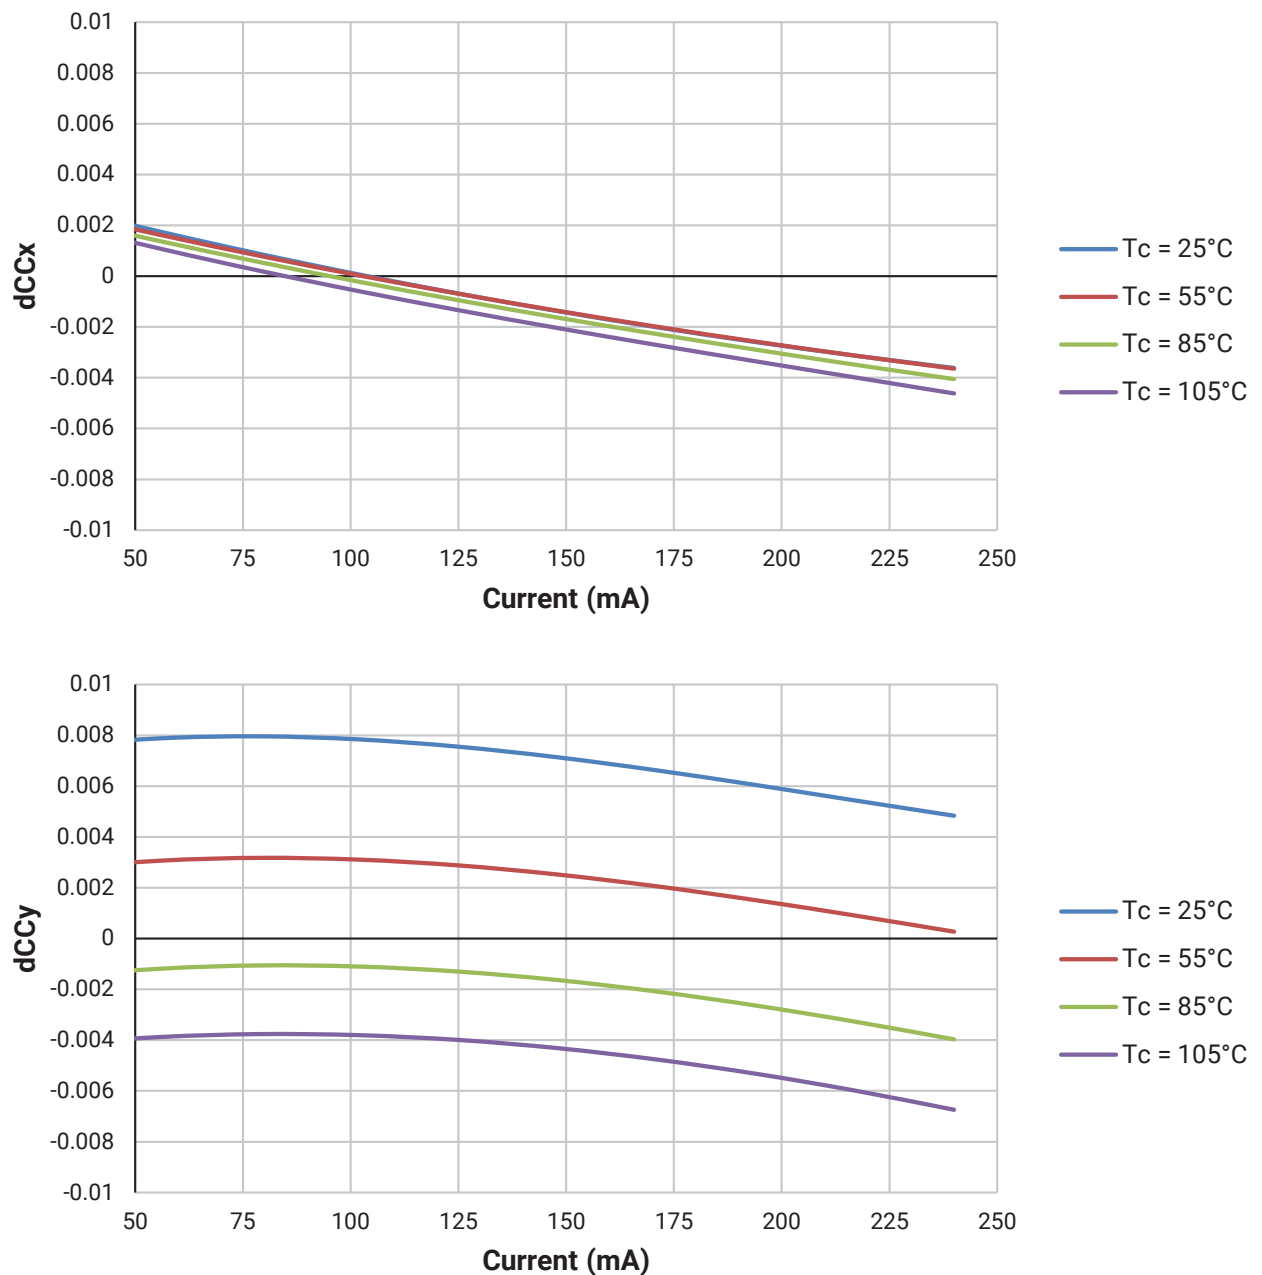 0.01
0.008
0.006
0.004
0.002
0
-0.002
-0.004
-0.006
-0.008
-0.01
dCCx
50 75 100 125 150 175 200 225 250
Current (mA)
Tc = 25°C
Tc = 55°C
Tc = 85°C
Tc = 105°C
0.01
0.008
0.006
0.004
0.002
0
-0.002
-0.004
-0.006
-0.008
-0.01
dCCy
50 75 100 125 150 175 200 225 250
Current (mA)
Tc = 25°C
Tc = 55°C
Tc = 85°C
Tc = 105°C